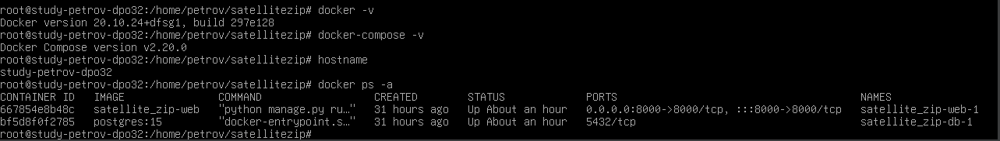 root@study-petrov-dpo32:/home/petrov/satellitezip# docker -v
Docker version 20.10.24+dfsg1, build 297e128
root@study-petrov-dpo32:/home/petrov/satellitezip# docker-compose -v
Docker Compose version v2.20.0
root@study-petrov-dpo32:/home/petrov/satellitezip# hostname
study-petrov-dpo32
root@study-petrov-dpo32:/home/petrov/satellitezip# docker ps -a
CONTAINER ID   IMAGE               COMMAND                  CREATED        STATUS             PORTS                                       NAMES
667854e8b48c   satellite_zip-web   "python manage.py ru…"   31 hours ago   Up About an hour   0.0.0.0:8000->8000/tcp, :::8000->8000/tcp   satellite_zip-web-1
bf5d8f0f2785   postgres:15         "docker-entrypoint.s…"   31 hours ago   Up About an hour   5432/tcp                                    satellite_zip-db-1
root@study-petrov-dpo32:/home/petrov/satellitezip#